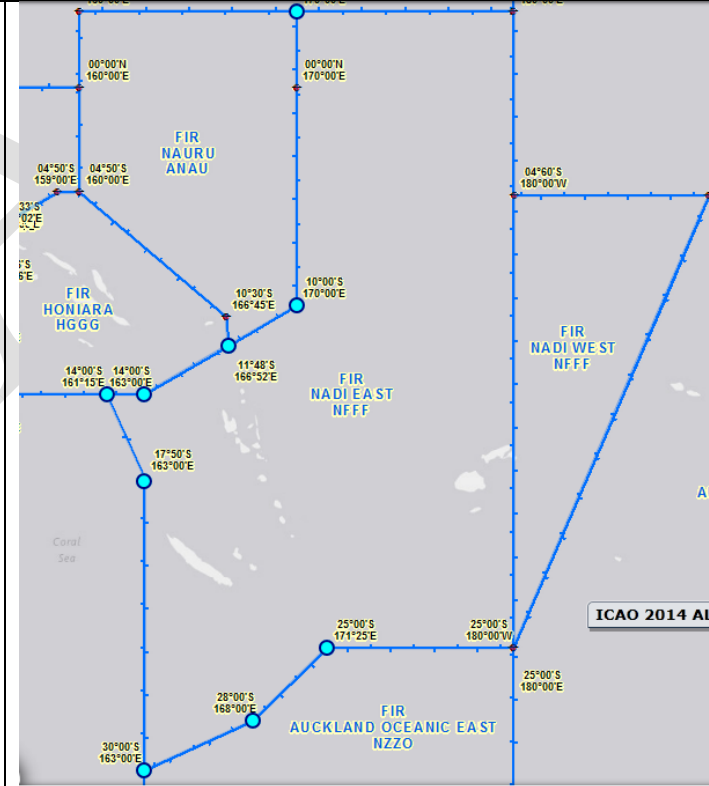 00°00'N
160°00'E
00°00'N
170°00'E
FIR
NAURU
ANAU
04°50'S
159°00'E
04°50'S
160°00'E
04°60'S
180°00'W
10°30'S
166°45'E
10°00'S
170°00'E
FIR
HONIARA
HGGG
FIR
NADI WEST
NFFF
14°00'S
161°15'E
14°00'S
163°00'E
11°48'S
166°52'E
FIR
NADI EAST
NFFF
17°50'S
163°00'E
Coral
Sea
ICAO 2014 AL
25°00'S
171°25'E
25°00'S
180°00'W
25°00'S
180°00'E
28°00'S
168°00'E
FIR
AUCKLAND OCEANIC EAST
NZZO
30°00'S
163°00'E